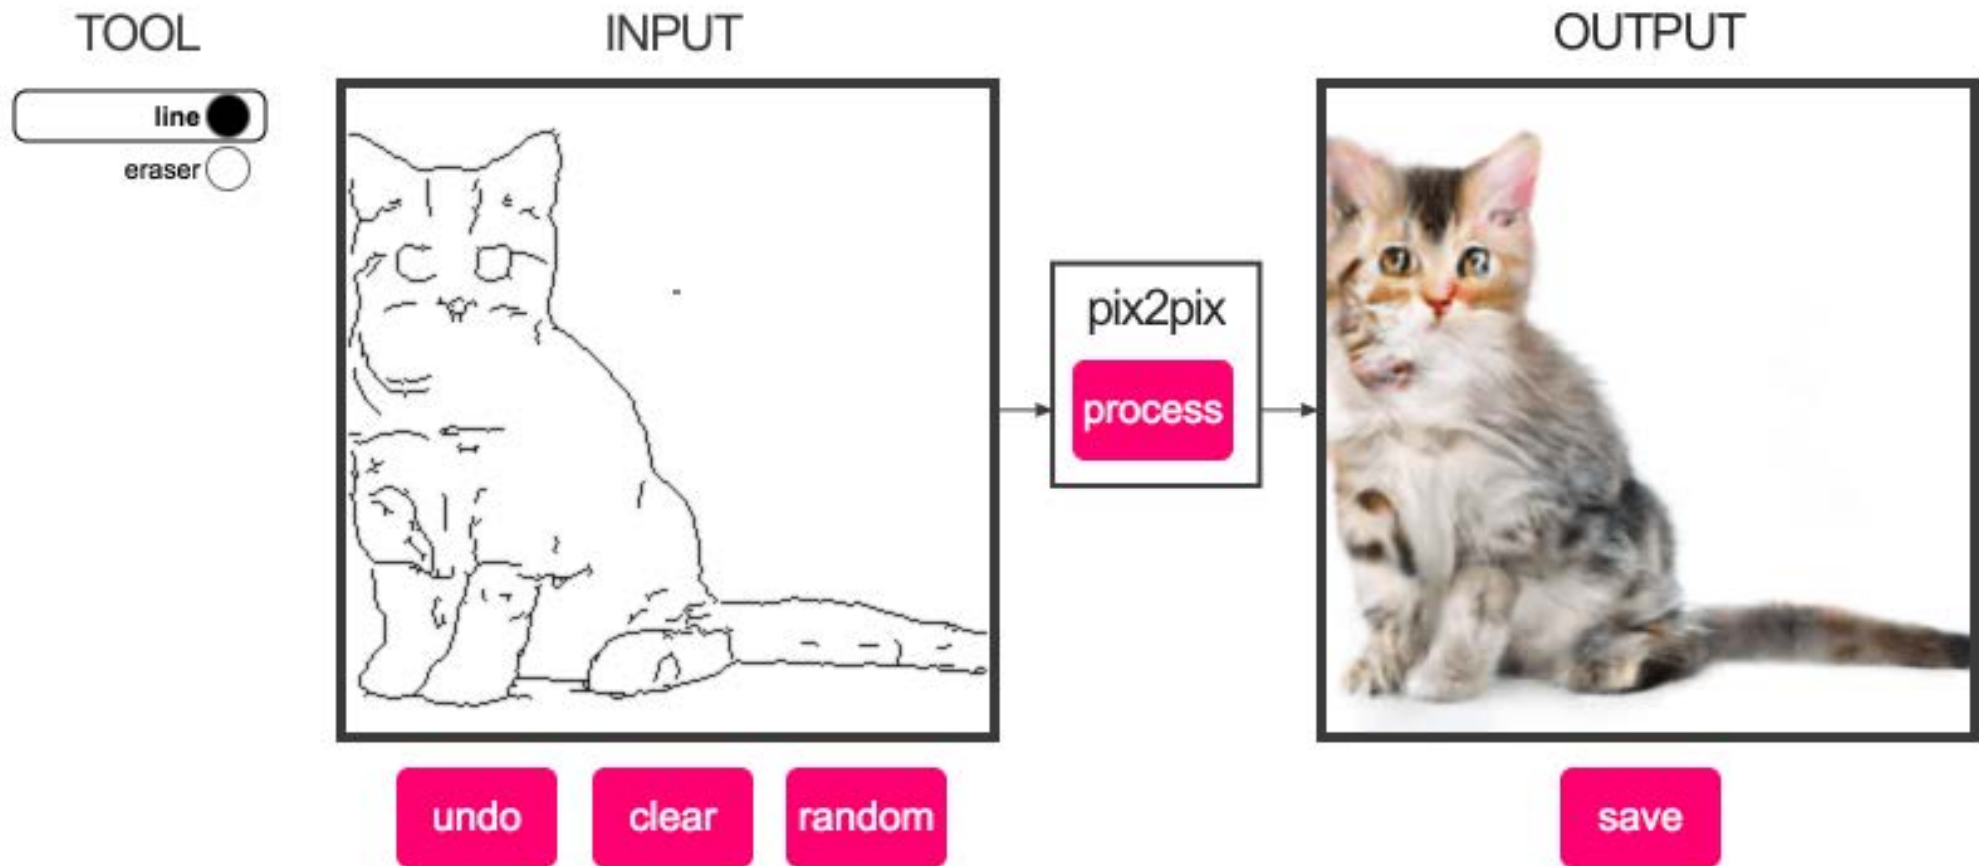 TOOL
INPUT
OUTPUT
line
eraser
pix2pix
process
undo
clear
random
save